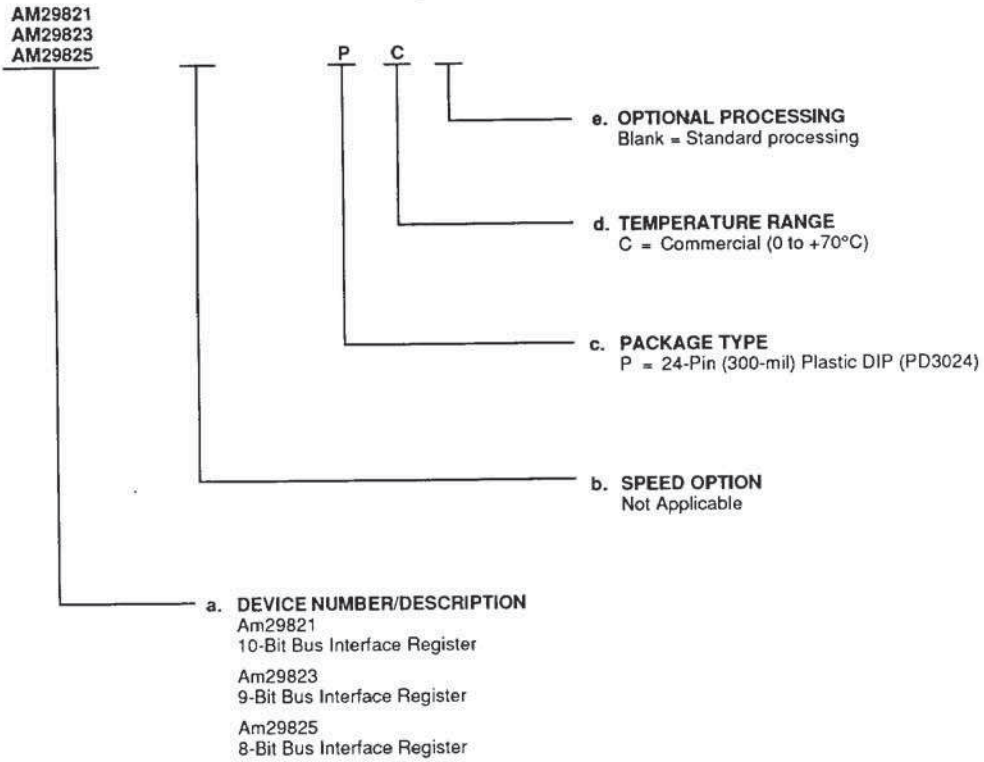 AM29821
AM29823
AM29825
P C
e. OPTIONAL PROCESSING
Blank = Standard processing
d. TEMPERATURE RANGE
C = Commercial (0 to +70°C)
c. PACKAGE TYPE
P = 24-Pin (300-mil) Plastic DIP (PD3024)
b. SPEED OPTION
Not Applicable
a. DEVICE NUMBER/DESCRIPTION
Am29821
10-Bit Bus Interface Register
Am29823
9-Bit Bus Interface Register
Am29825
8-Bit Bus Interface Register